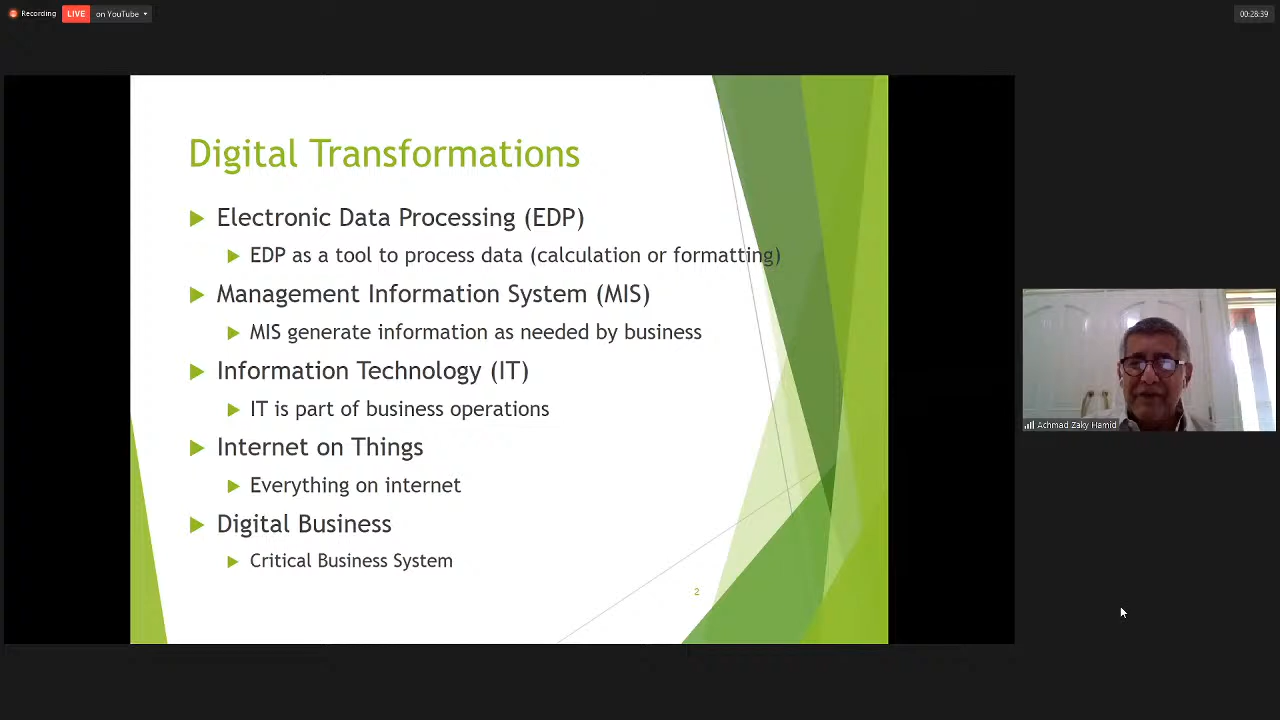 Recording
LIVE on YouTube
00:28:39
Digital Transformations
Electronic Data Processing (EDP)
EDP as a tool to process data (calculation or formatting)
Management Information System (MIS)
MIS generate information as needed by business
Information Technology (IT)
IT is part of business operations
Internet on Things
Everything on internet
Digital Business
Critical Business System
2
Achmad Zaky Hamid